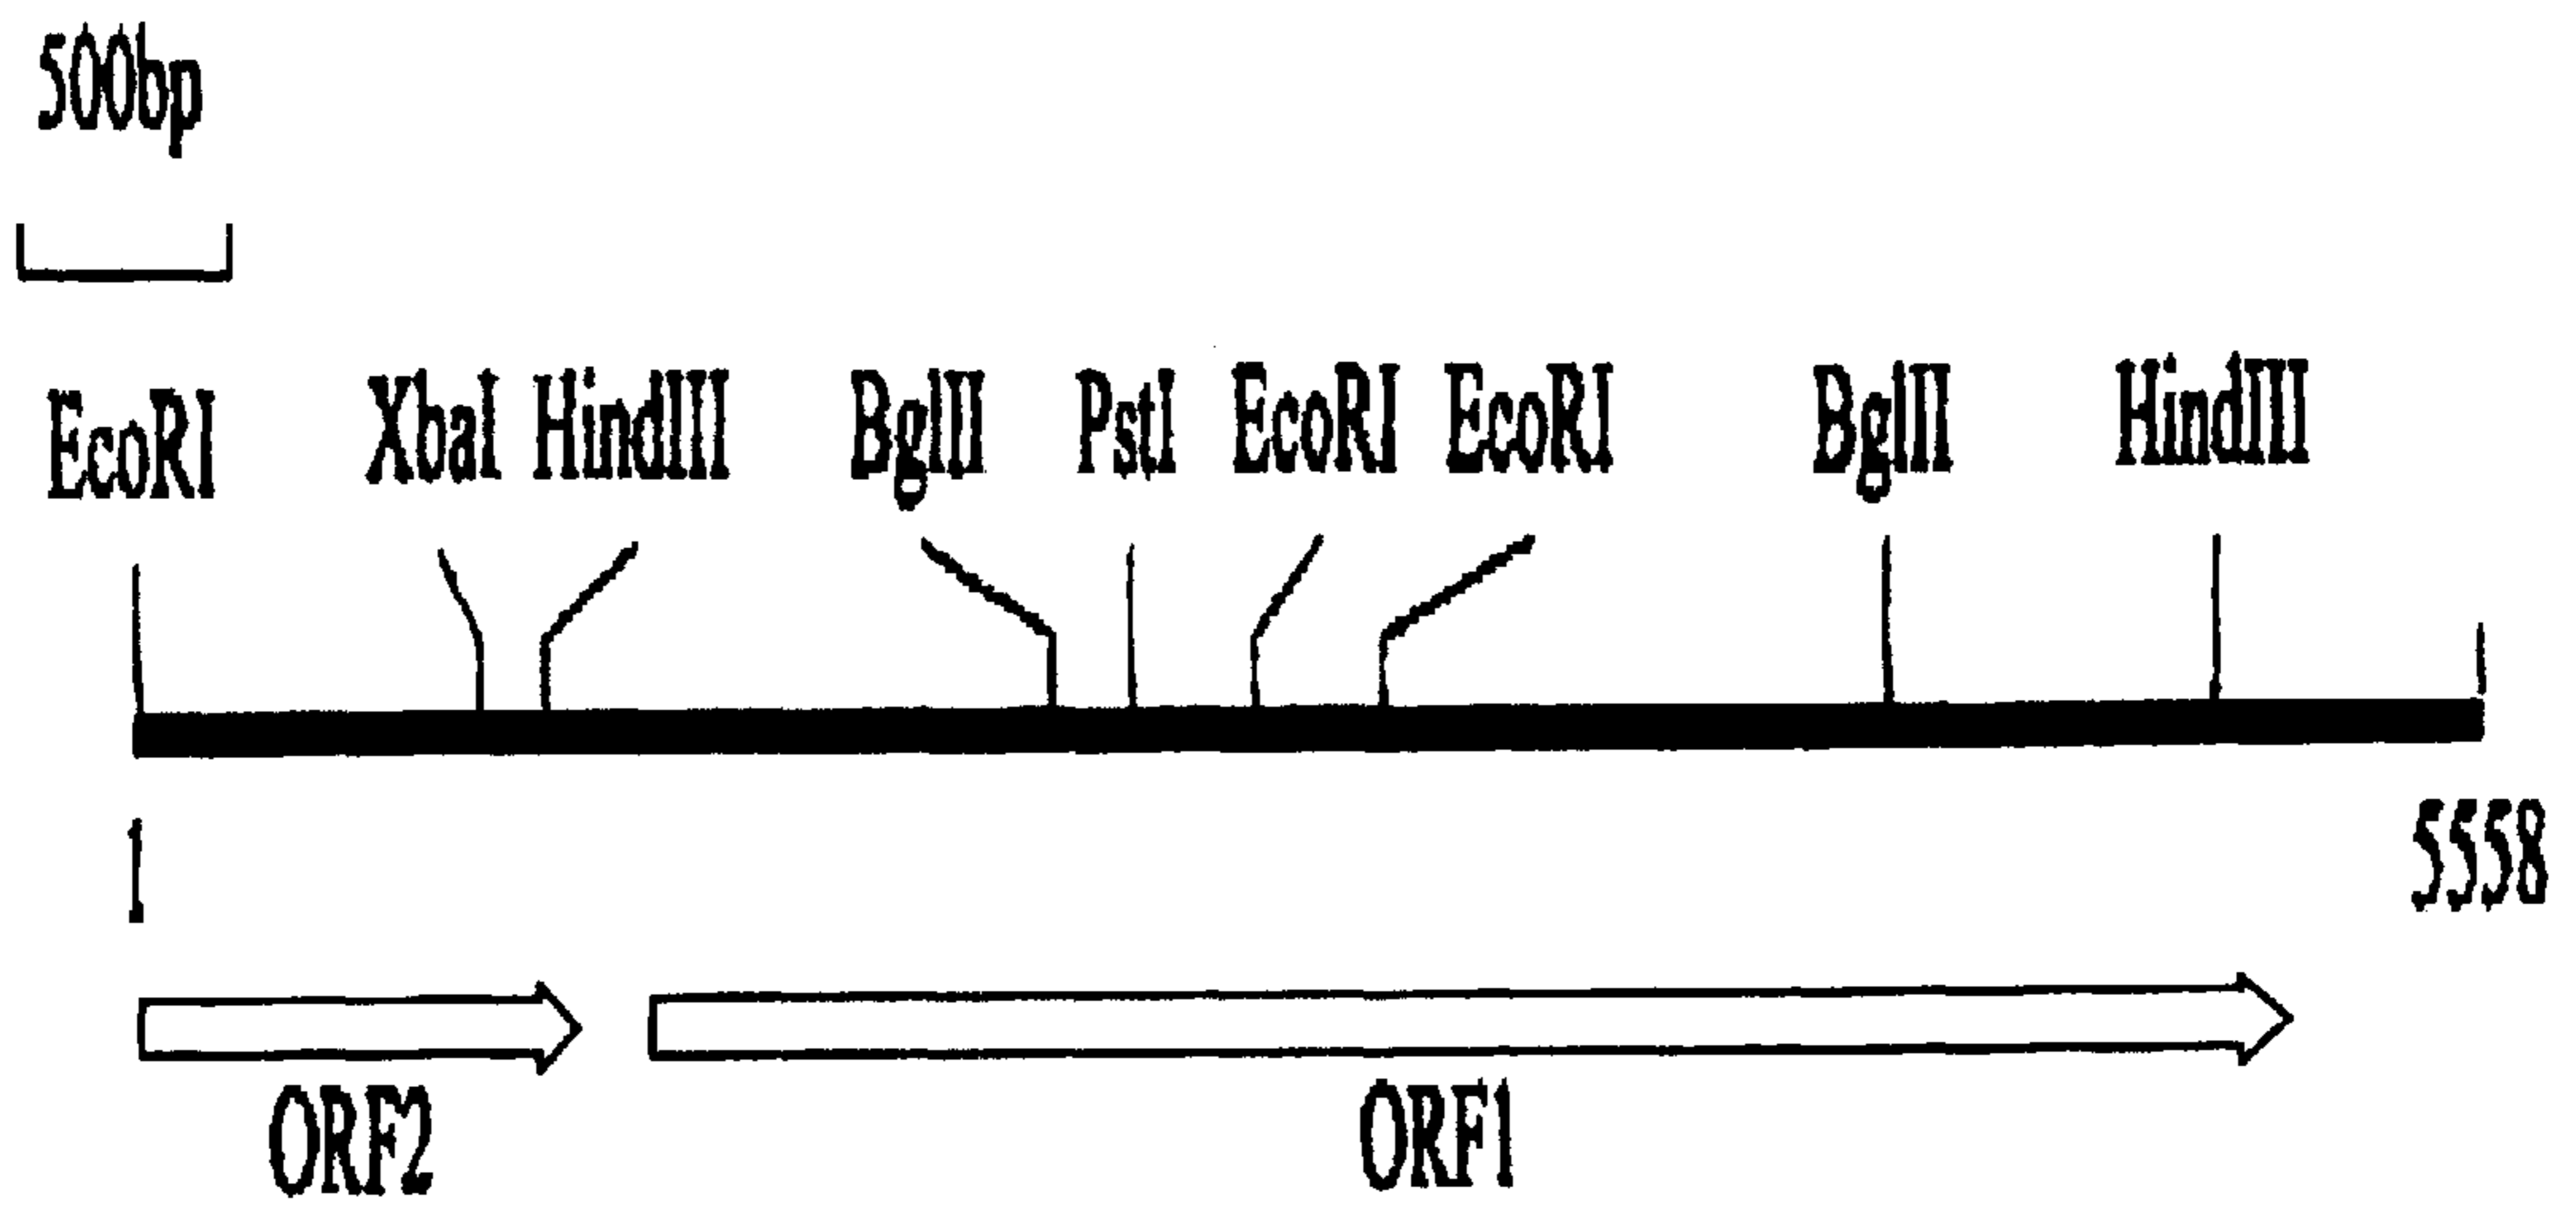 500bp
EcoRI XbaI HindIII BglII PstI EcoRI EcoRI BglII HindIII
1 5558
ORF2 ORF1